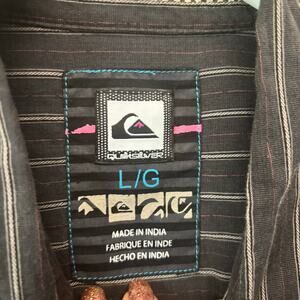 QUIKSILVER
L/G
MADE IN INDIA
FABRIQUE EN INDE
HECHO EN INDIA